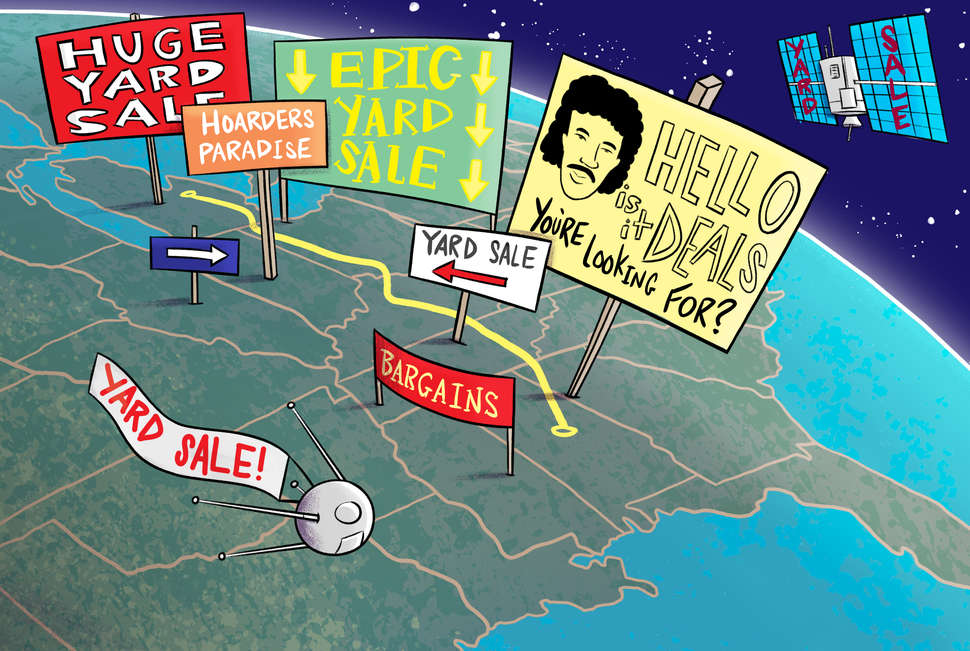 HUGE
YARD
SALE
HOARDERS
PARADISE
EPIC
YARD
SALE
HELLO
is
it DEALS
YOU'RE LOOKING FOR?
YARD
SALE
YARD SALE
BARGAINS
YARD SALE!